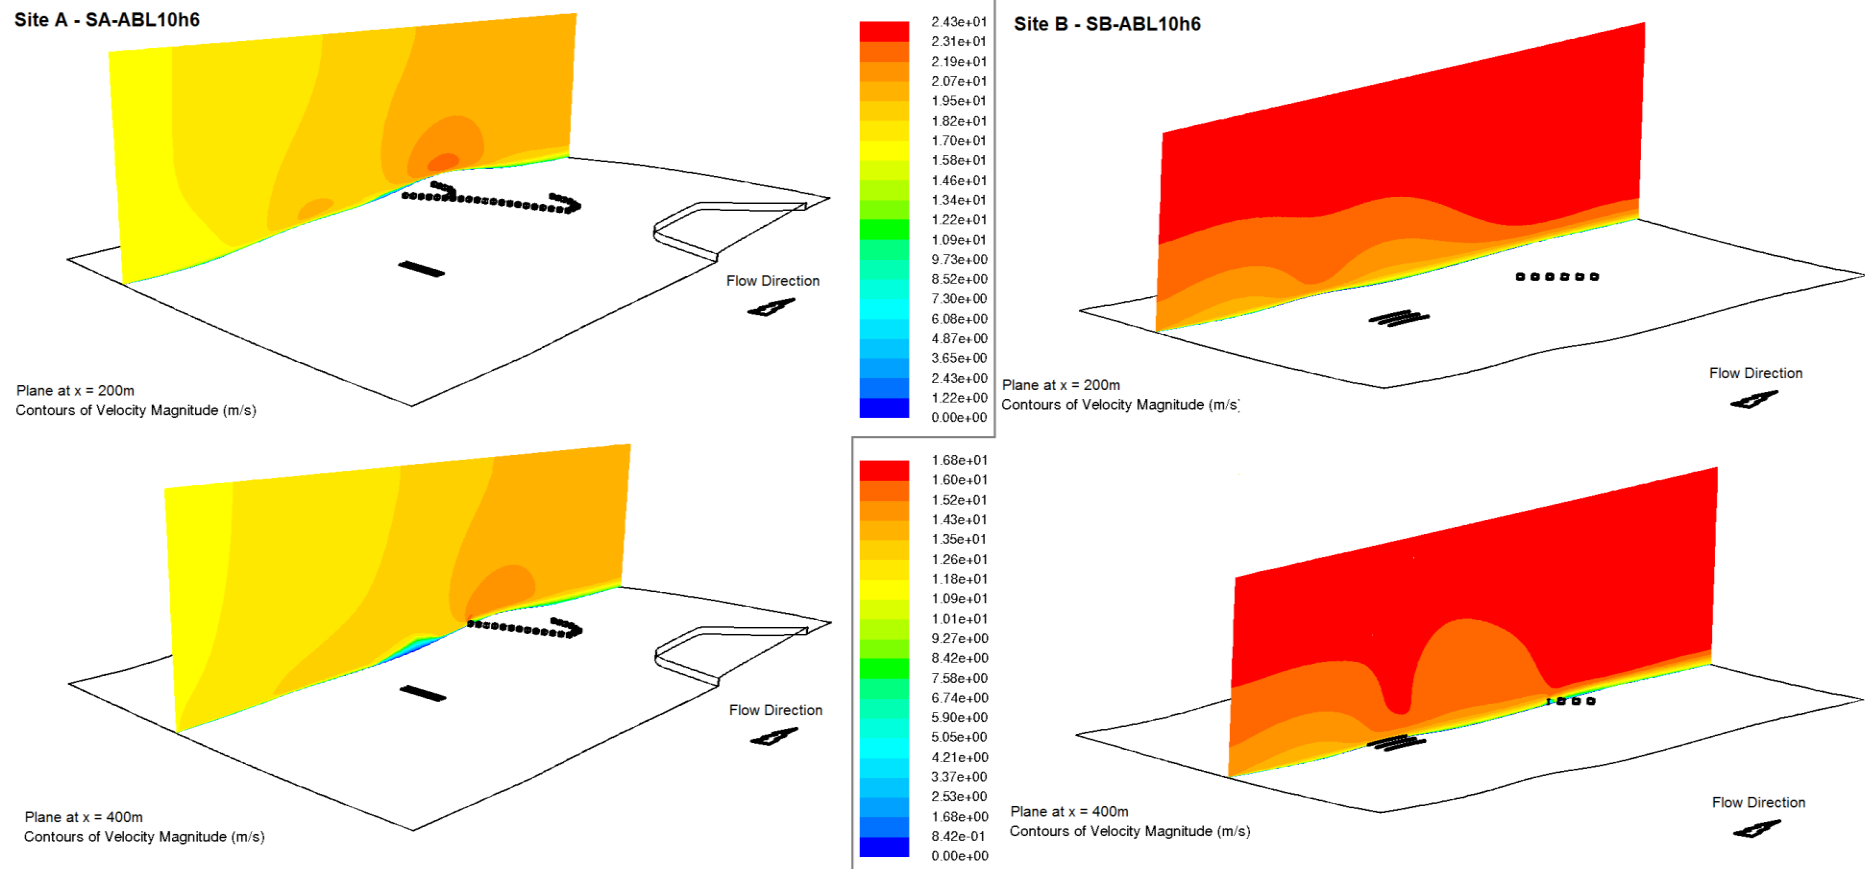 Site A - SA-ABL10h6
Plane at x = 200m
Contours of Velocity Magnitude (m/s)
Flow Direction
2.43e+01
2.31e+01
2.19e+01
2.07e+01
1.95e+01
1.82e+01
1.70e+01
1.58e+01
1.46e+01
1.34e+01
1.22e+01
1.09e+01
9.73e+00
8.52e+00
7.30e+00
6.08e+00
4.87e+00
3.65e+00
2.43e+00
1.22e+00
0.00e+00
Site B - SB-ABL10h6
Flow Direction
Plane at x = 200m
Contours of Velocity Magnitude (m/s)
Flow Direction
Plane at x = 400m
Contours of Velocity Magnitude (m/s)
1.68e+01
1.60e+01
1.52e+01
1.43e+01
1.35e+01
1.26e+01
1.18e+01
1.09e+01
1.01e+01
9.27e+00
8.42e+00
7.58e+00
6.74e+00
5.90e+00
5.05e+00
4.21e+00
3.37e+00
2.53e+00
1.68e+00
8.42e-01
0.00e+00
Flow Direction
Plane at x = 400m
Contours of Velocity Magnitude (m/s)